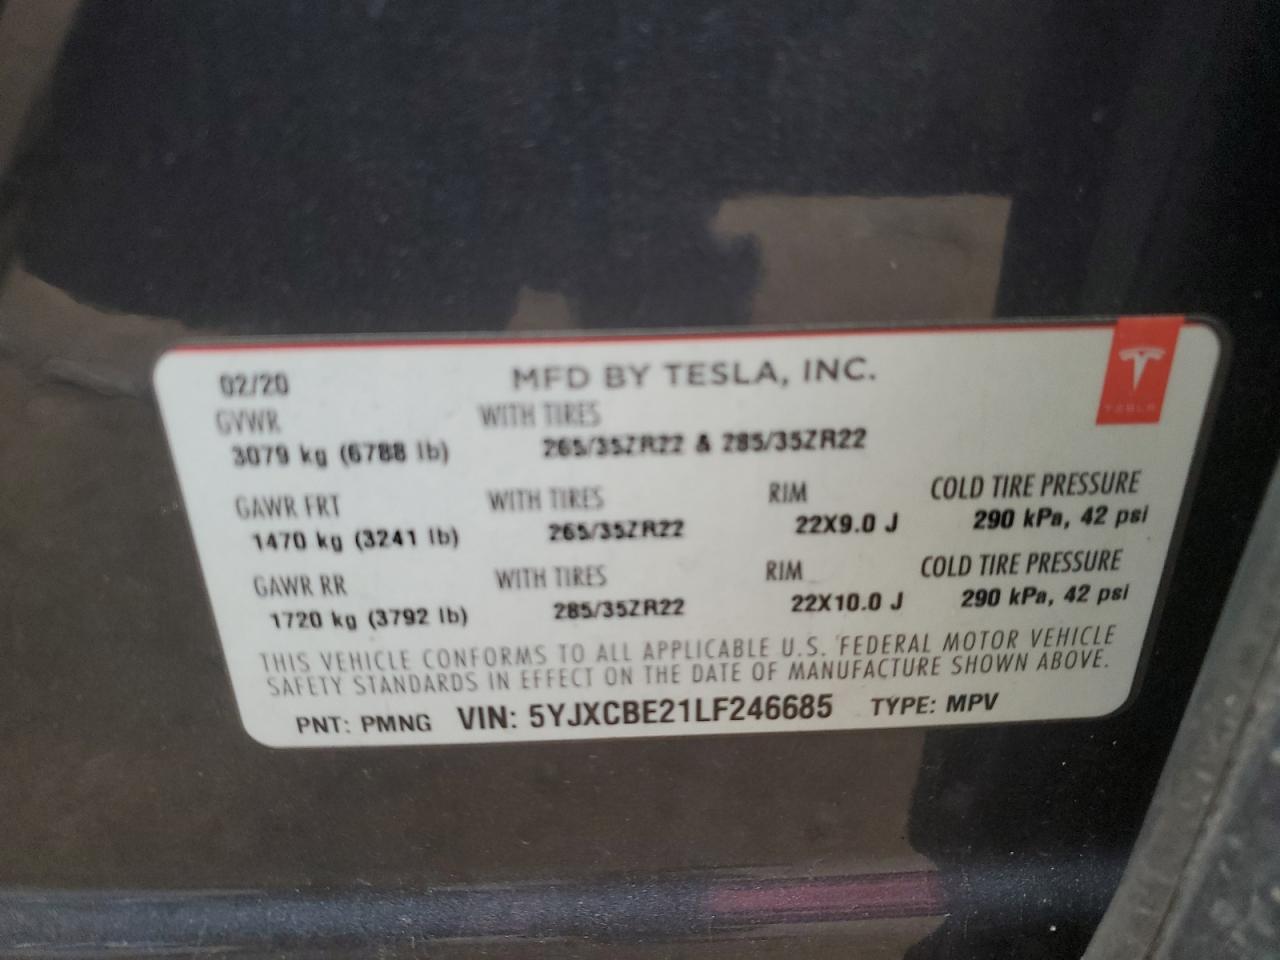 02/20 MFD BY TESLA, INC.
TESLA
GVWR WITH TIRES
3079 kg (6788 lb) 265/35ZR22 & 285/35ZR22
GAWR FRT WITH TIRES RIM COLD TIRE PRESSURE
1470 kg (3241 lb) 265/35ZR22 22X9.0 J 290 kPa, 42 psi
GAWR RR WITH TIRES RIM COLD TIRE PRESSURE
1720 kg (3792 lb) 285/35ZR22 22X10.0 J 290 kPa, 42 psi
THIS VEHICLE CONFORMS TO ALL APPLICABLE U.S. FEDERAL MOTOR VEHICLE
SAFETY STANDARDS IN EFFECT ON THE DATE OF MANUFACTURE SHOWN ABOVE.
PNT: PMNG VIN: 5YJXCBE21LF246685 TYPE: MPV